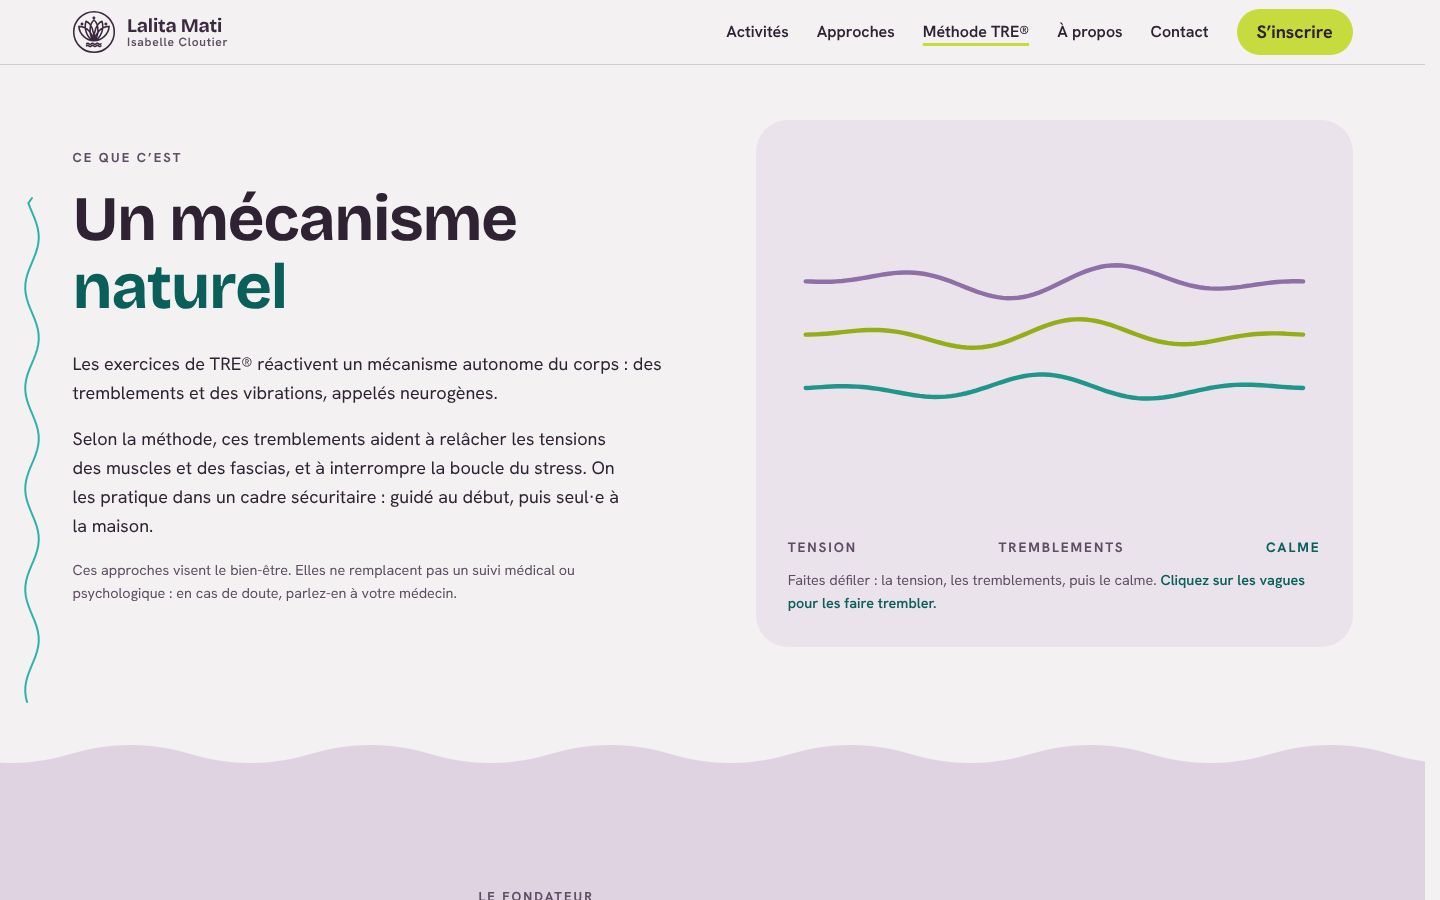 Lalita Mati
Isabelle Cloutier
Activités
Approches
Méthode TRE®
À propos
Contact
S’inscrire
CE QUE C’EST
Un mécanisme
naturel
Les exercices de TRE® réactivent un mécanisme autonome du corps : des
tremblements et des vibrations, appelés neurogènes.
Selon la méthode, ces tremblements aident à relâcher les tensions
des muscles et des fascias, et à interrompre la boucle du stress. On
les pratique dans un cadre sécuritaire : guidé au début, puis seul·e à
la maison.
Ces approches visent le bien-être. Elles ne remplacent pas un suivi médical ou
psychologique : en cas de doute, parlez-en à votre médecin.
TENSION
TREMBLEMENTS
CALME
Faites défiler : la tension, les tremblements, puis le calme. Cliquez sur les vagues
pour les faire trembler.
LE FONDATEUR